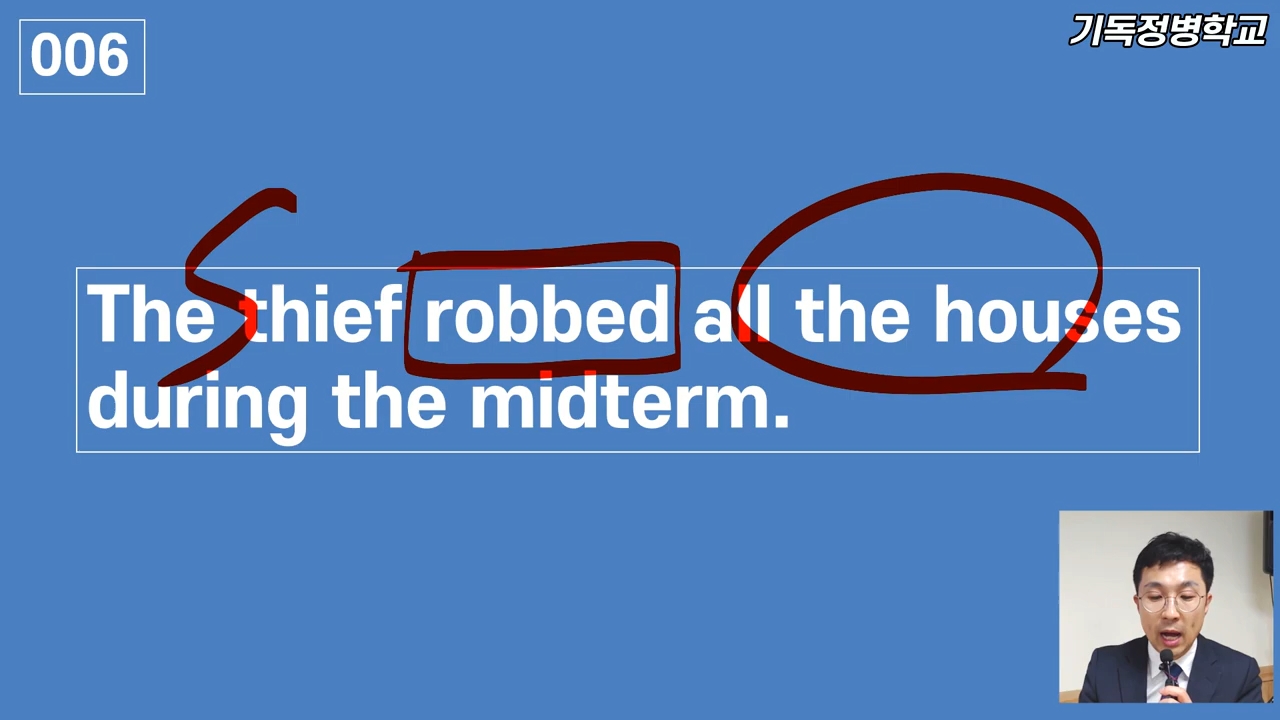 006
기독정병학교
S
The thief robbed all the houses
during the midterm.